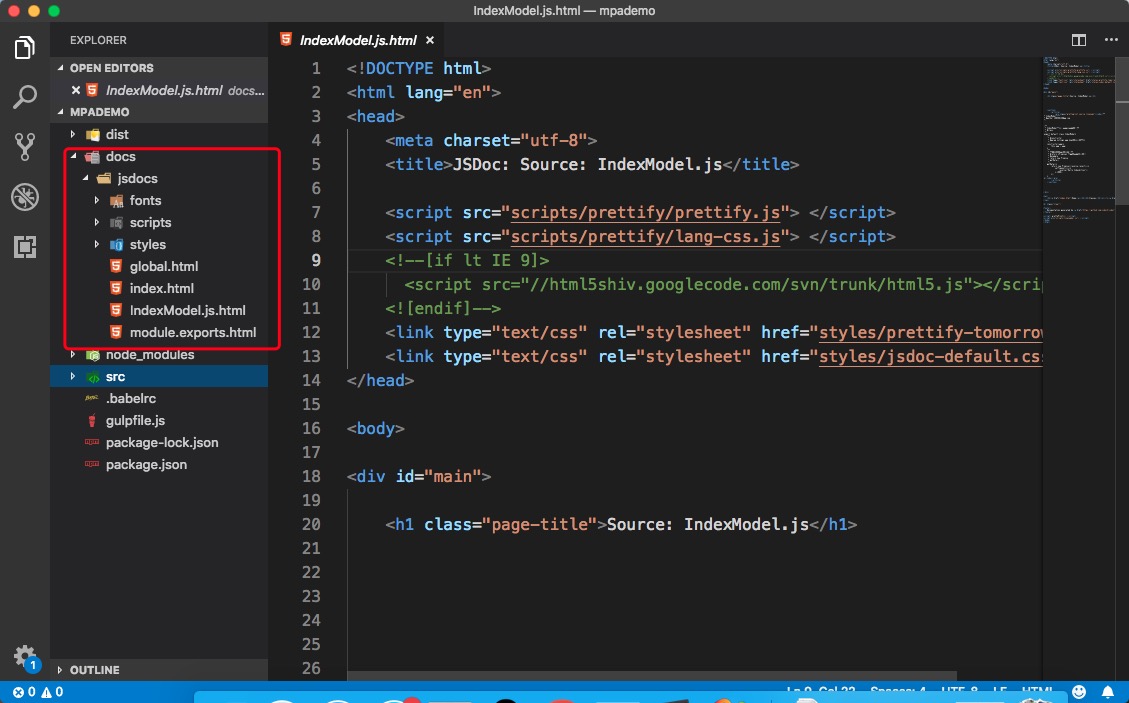 IndexModel.js.html — mpademo
EXPLORER
OPEN EDITORS
IndexModel.js.html docs...
MPADEMO
dist
docs
jsdocs
fonts
scripts
styles
global.html
index.html
IndexModel.js.html
module.exports.html
node_modules
src
.babelrc
gulpfile.js
package-lock.json
package.json
OUTLINE
IndexModel.js.html
1 <!DOCTYPE html>
2 <html lang="en">
3 <head>
4 <meta charset="utf-8">
5 <title>JSDoc: Source: IndexModel.js</title>
6
7 <script src="scripts/prettify/prettify.js"> </script>
8 <script src="scripts/prettify/lang-css.js"> </script>
9 <!--[if lt IE 9]>
10 <script src="//html5shiv.googlecode.com/svn/trunk/html5.js"></scri
11 <![endif]-->
12 <link type="text/css" rel="stylesheet" href="styles/prettify-tomorrow
13 <link type="text/css" rel="stylesheet" href="styles/jsdoc-default.css
14 </head>
15
16 <body>
17
18 <div id="main">
19
20 <h1 class="page-title">Source: IndexModel.js</h1>
21
22
23
24
25
26
1
0 0
Ln 9, Col 22 Spaces: 4 UTF-8 LF HTML